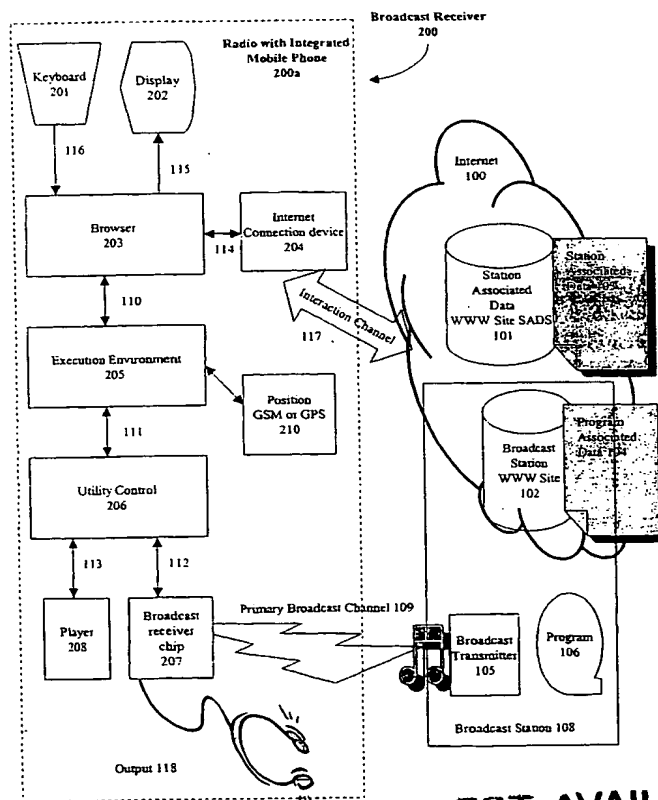 Broadcast Receiver
200
Radio with Integrated
Mobile Phone
200a
Keyboard
201
Display
202
116
115
Internet
100
Browser
203
114
Internet
Connection device
204
Station
Associated
Data
WWW Site SADS
101
Station
Associated
Data
Interaction Channel
117
110
Execution Environment
205
Position
GSM or GPS
210
111
Program
Associated
Data 104
Broadcast
Station
WWW Site
102
Utility Control
206
113
112
Primary Broadcast Channel 109
Player
208
Broadcast
receiver
chip
207
Broadcast
Transmitter
105
Program
106
Broadcast Station 108
Output 118